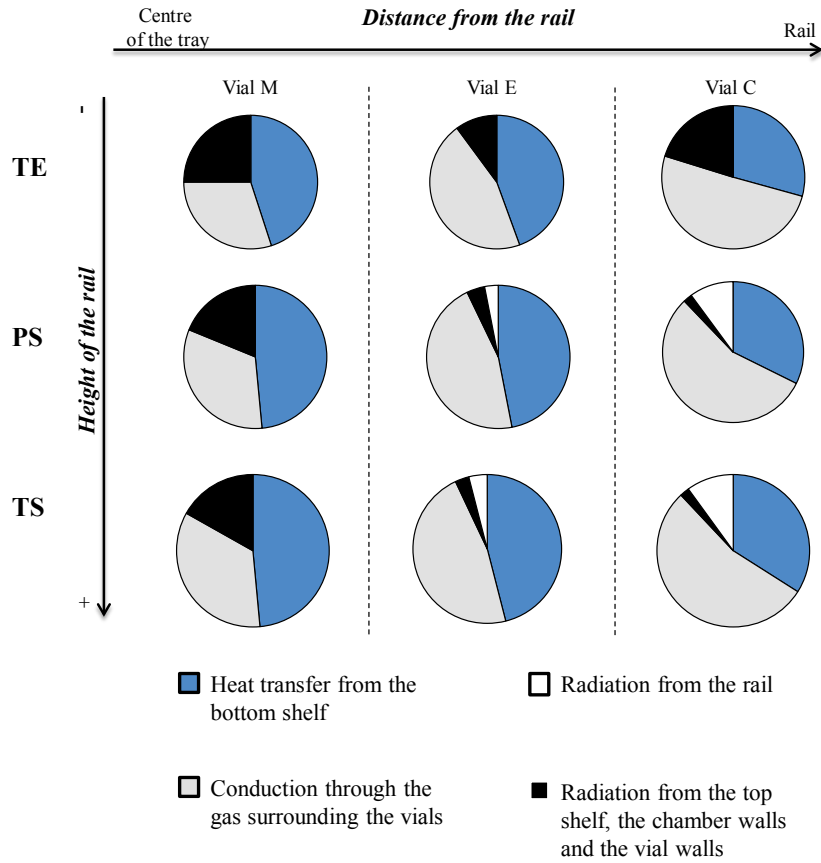 Centre
of the tray
Distance from the rail
Rail
Vial M
Vial E
Vial C
-
TE
PS
TS
Height of the rail
+
Heat transfer from the
bottom shelf
Radiation from the rail
Conduction through the
gas surrounding the vials
Radiation from the top
shelf, the chamber walls
and the vial walls